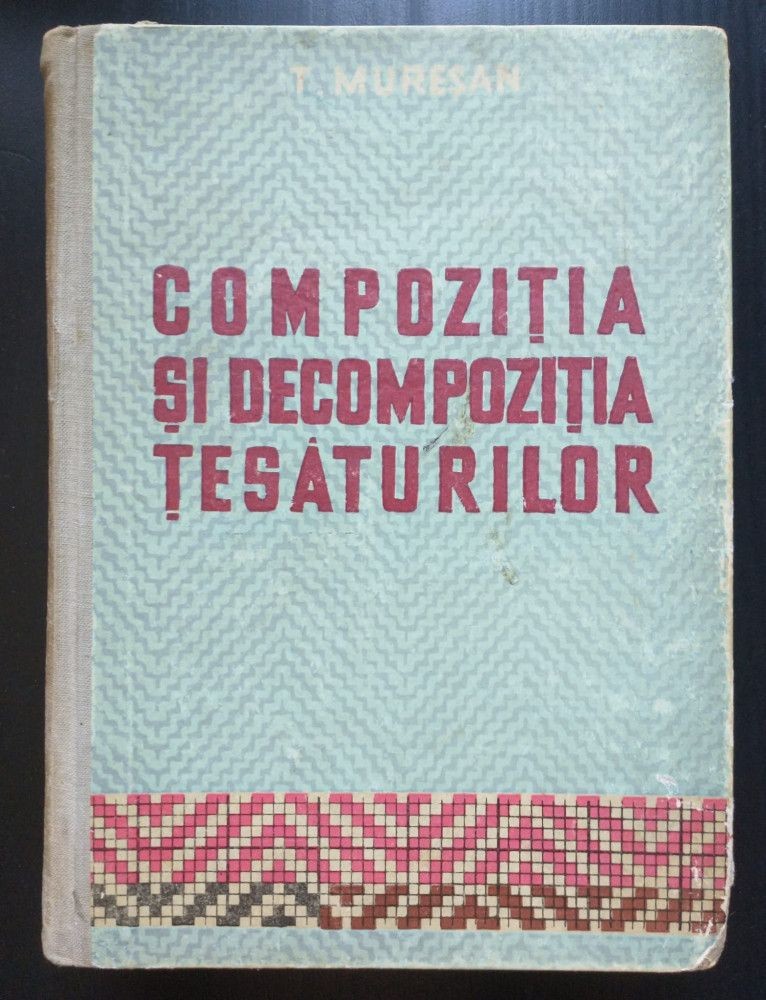 T. MUREȘAN
COMPOZIȚIA
ȘI DECOMPOZIȚIA
ȚESĂTURILOR